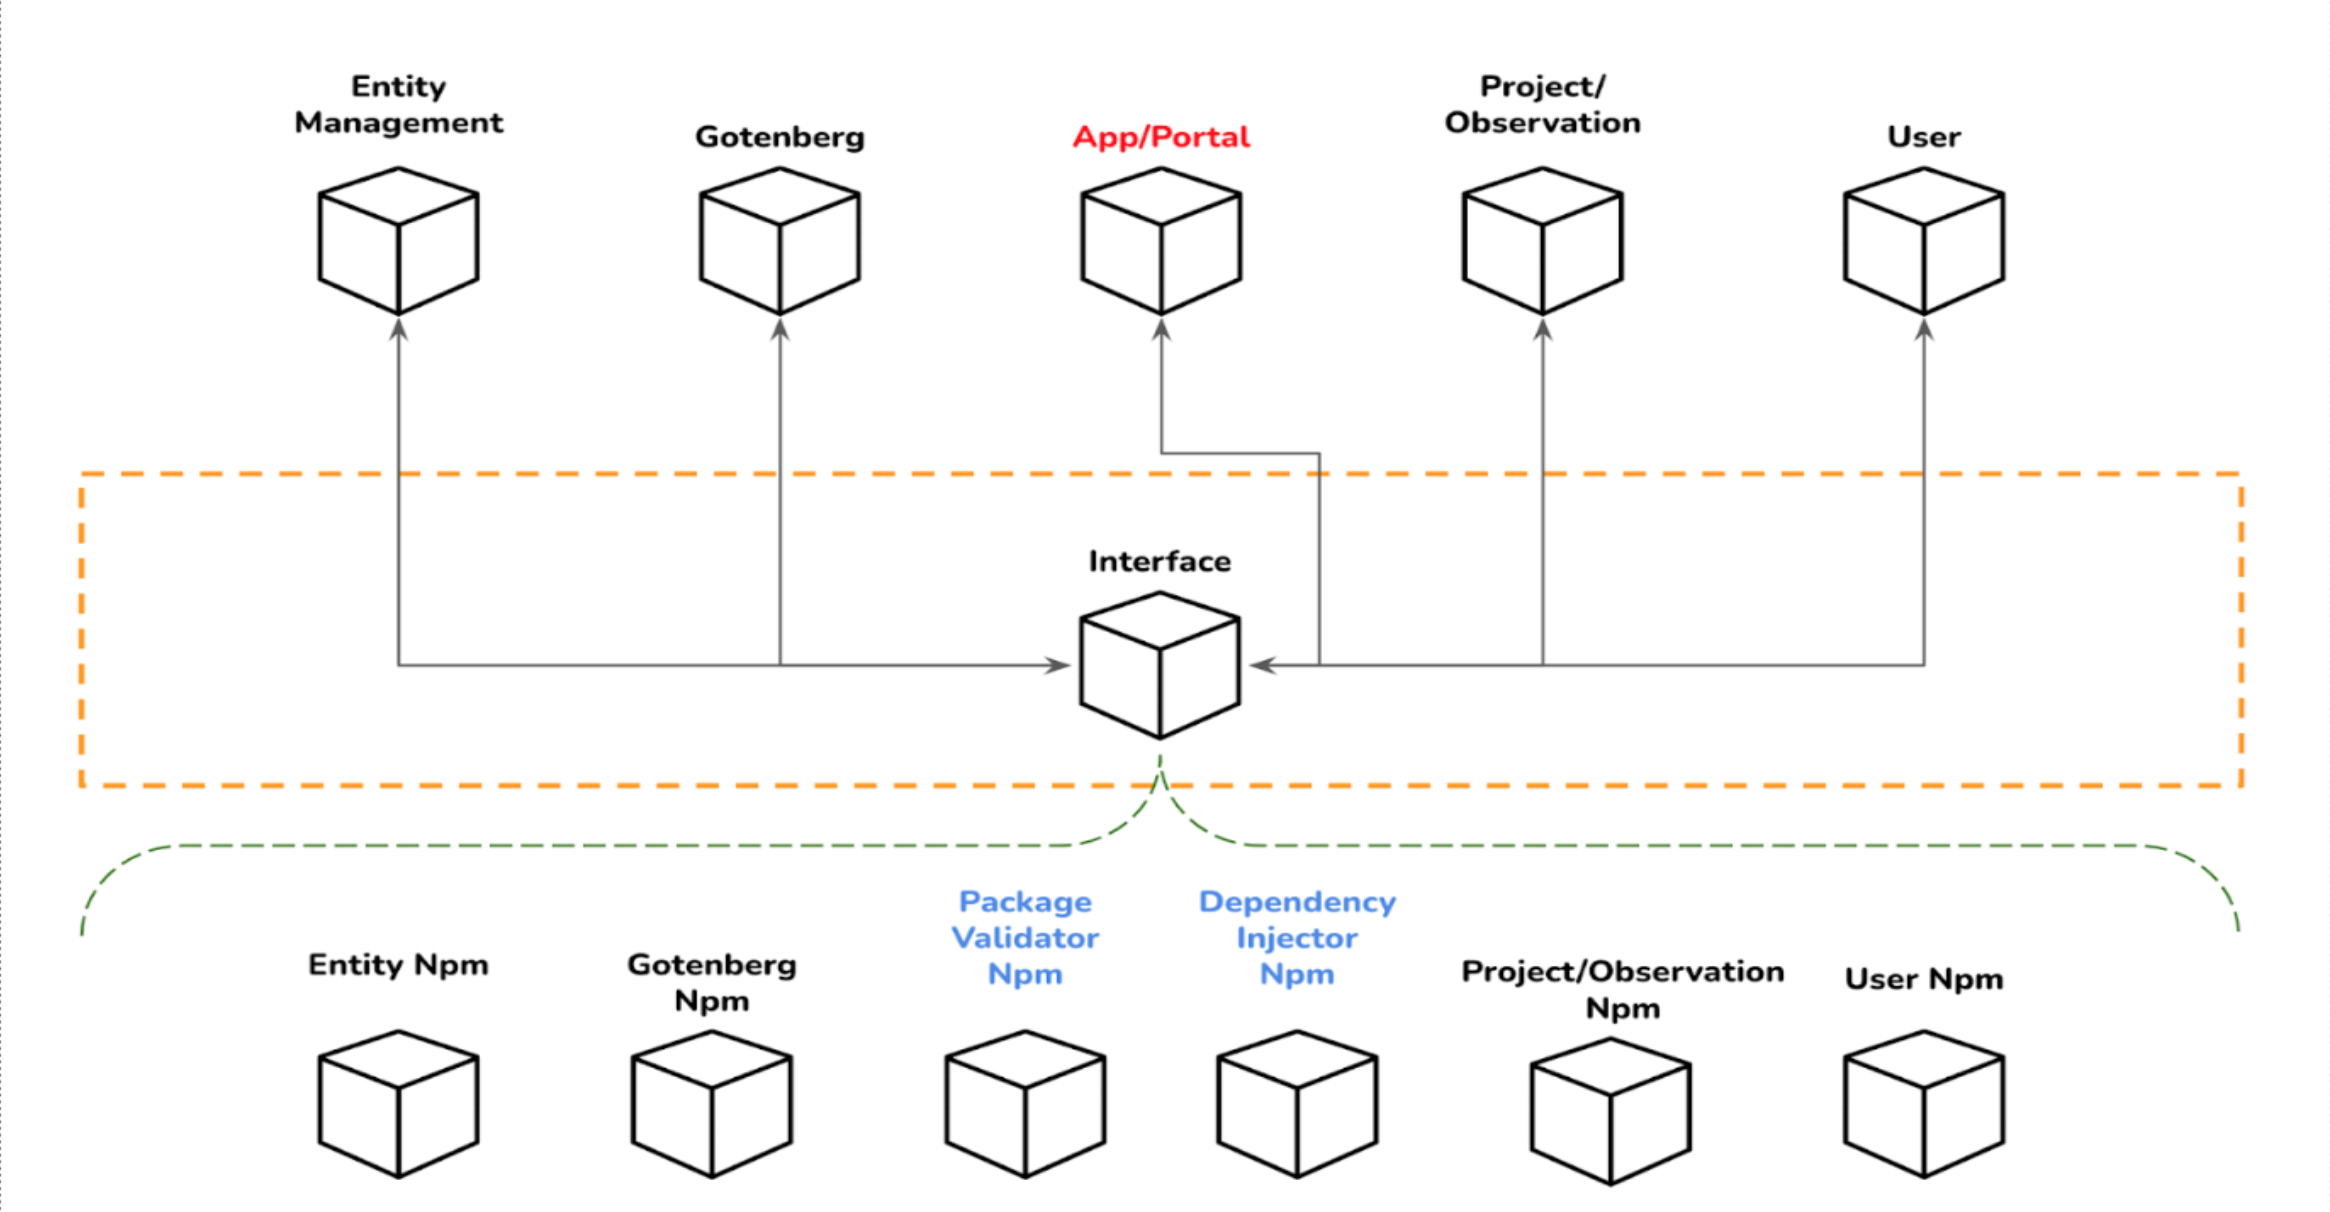 Entity
Management
Gotenberg
App/Portal
Project/
Observation
User
Interface
Entity Npm
Gotenberg
Npm
Package
Validator
Npm
Dependency
Injector
Npm
Project/Observation
Npm
User Npm